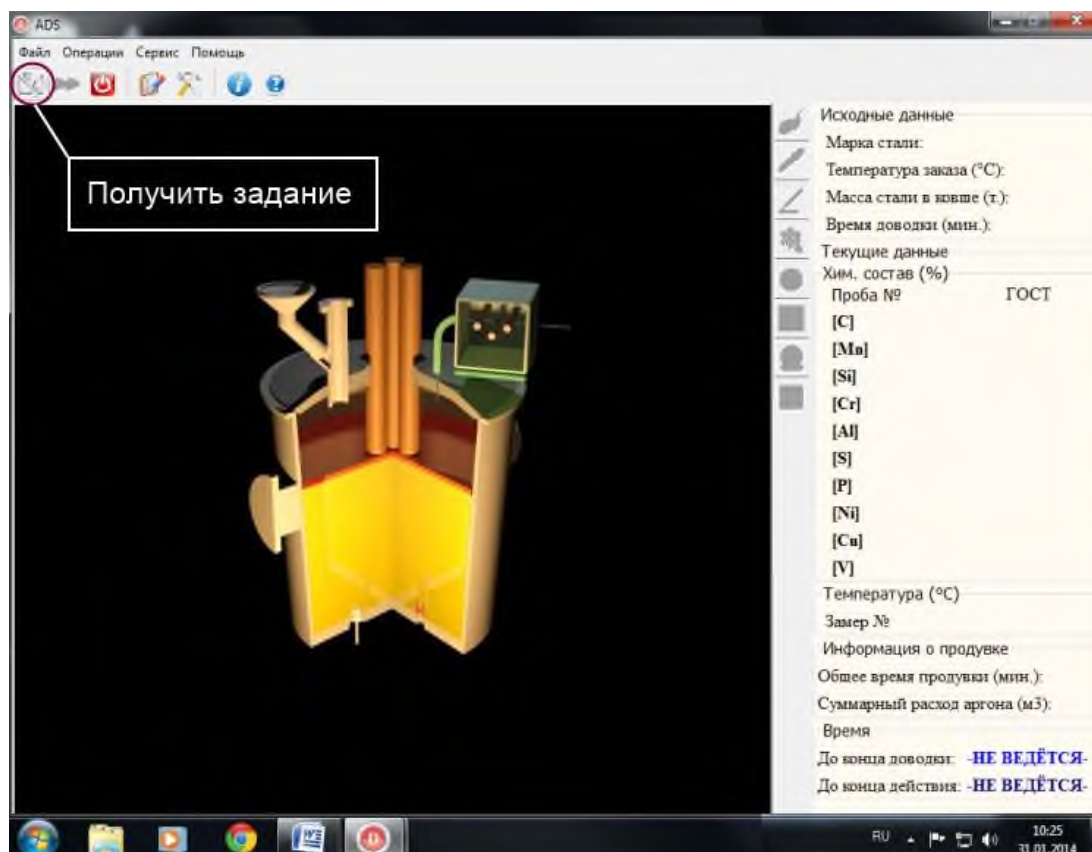 ADS
Файл Операции Сервис Помощь
Получить задание
Исходные данные
Марка стали:
Температура заказа (°C):
Масса стали в ковше (т.):
Время доводки (мин.):
Текущие данные
Хим. состав (%)
Проба № ГОСТ
[C]
[Mn]
[Si]
[Cr]
[Al]
[S]
[P]
[Ni]
[Cu]
[V]
Температура (°C)
Замер №
Информация о продувке
Общее время продувки (мин.):
Суммарный расход аргона (м3):
Время
До конца доводки: -НЕ ВЕДЁТСЯ-
До конца действия: -НЕ ВЕДЁТСЯ-
RU 10:25
31.01.2014